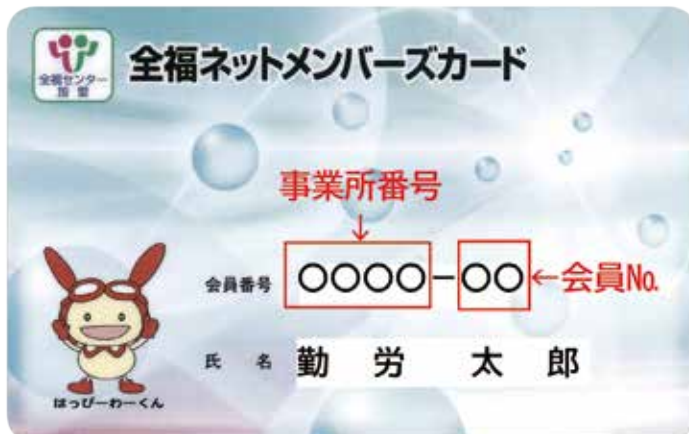 全福センター
加盟
全福ネットメンバーズカード
事業所番号
↓
会員番号 〇〇〇〇-〇〇 ←会員No.
氏 名 勤 労 太 郎
はっぴーわーくん